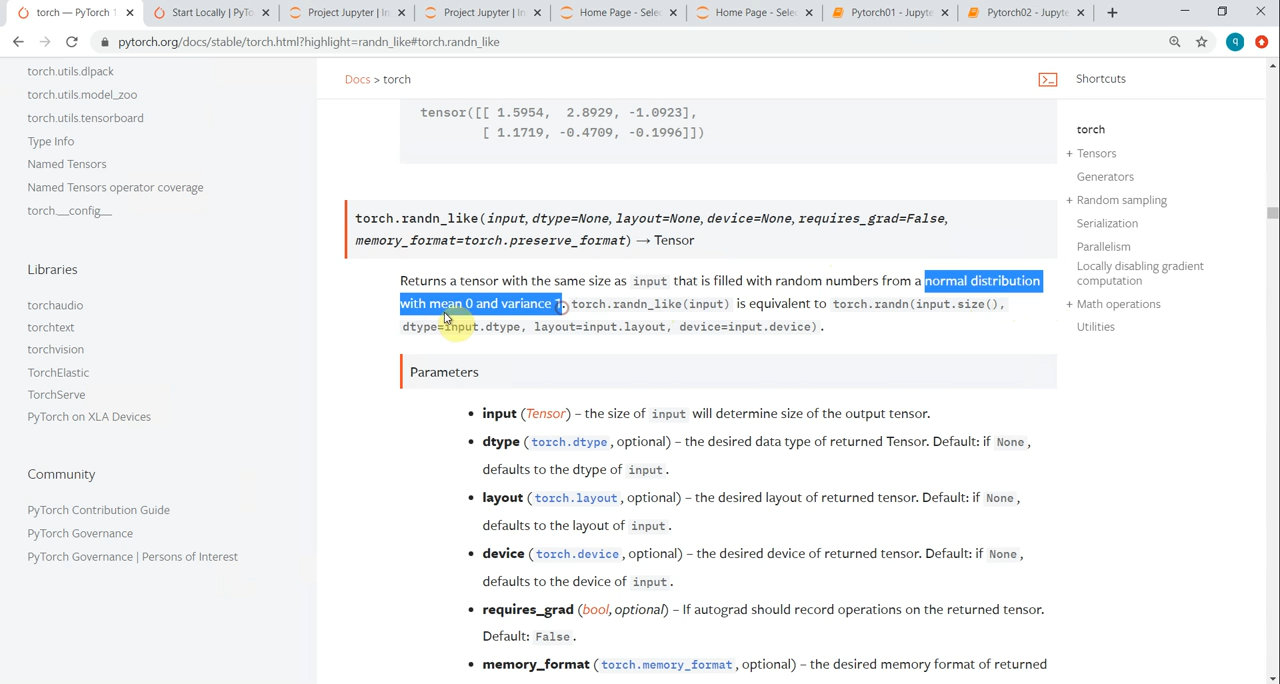 torch — PyTorch 1
Start Locally | PyTo
Project Jupyter | In
Project Jupyter | In
Home Page - Selec
Home Page - Selec
Pytorch01 - Jupyte
Pytorch02 - Jupyte
pytorch.org/docs/stable/torch.html?highlight=randn_like#torch.randn_like
q
torch.utils.dlpack
torch.utils.model_zoo
torch.utils.tensorboard
Type Info
Named Tensors
Named Tensors operator coverage
torch.__config__
Libraries
torchaudio
torchtext
torchvision
TorchElastic
TorchServe
PyTorch on XLA Devices
Community
PyTorch Contribution Guide
PyTorch Governance
PyTorch Governance | Persons of Interest
Docs > torch
tensor([[ 1.5954, 2.8929, -1.0923],
[ 1.1719, -0.4709, -0.1996]])
torch.randn_like(input, dtype=None, layout=None, device=None, requires_grad=False,
memory_format=torch.preserve_format) → Tensor
Returns a tensor with the same size as input that is filled with random numbers from a normal distribution
with mean 0 and variance 1. torch.randn_like(input) is equivalent to torch.randn(input.size(),
dtype=input.dtype, layout=input.layout, device=input.device).
Parameters
• input (Tensor) – the size of input will determine size of the output tensor.
• dtype (torch.dtype, optional) – the desired data type of returned Tensor. Default: if None,
defaults to the dtype of input.
• layout (torch.layout, optional) – the desired layout of returned tensor. Default: if None,
defaults to the layout of input.
• device (torch.device, optional) – the desired device of returned tensor. Default: if None,
defaults to the device of input.
• requires_grad (bool, optional) – If autograd should record operations on the returned tensor.
Default: False.
• memory_format (torch.memory_format, optional) – the desired memory format of returned
Shortcuts
torch
+ Tensors
Generators
+ Random sampling
Serialization
Parallelism
Locally disabling gradient
computation
+ Math operations
Utilities